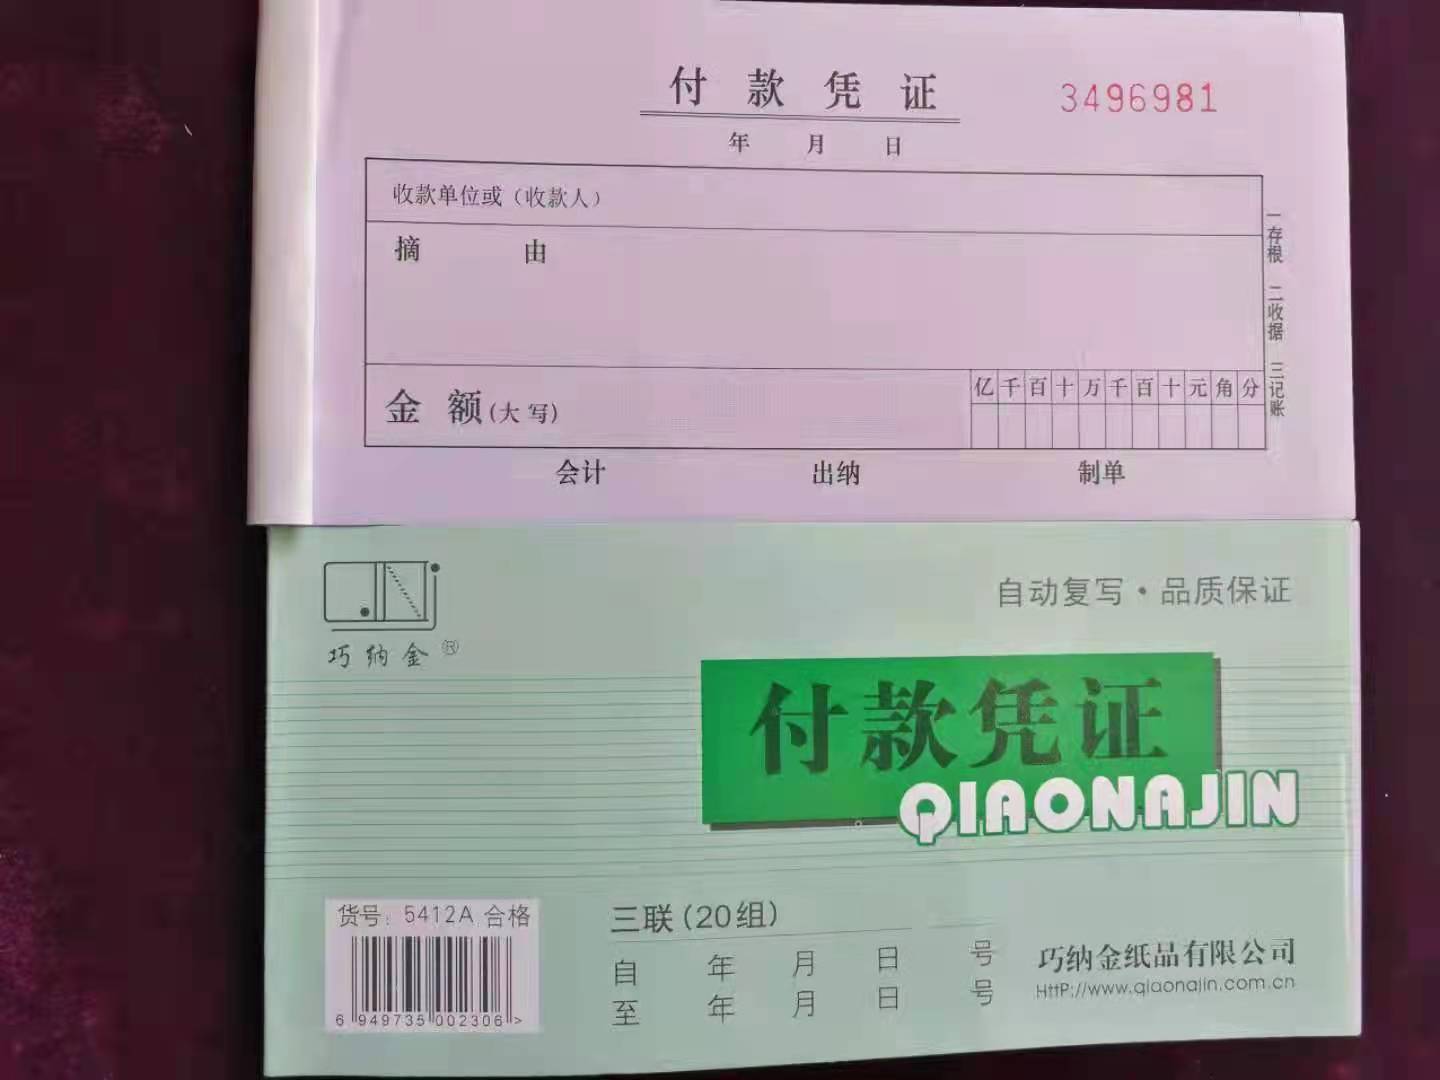 付款凭证
3496981
年 月 日
收款单位或（收款人）
摘 由
金 额(大 写)
亿千百十万千百十元角分
一存根 二收据 三记账
会计 出纳 制单
巧纳金®
自动复写·品质保证
付款凭证
QIAONAJIN
货号: 5412A 合格
6 949735 002306 >
三联(20组)
自 年 月 日 号
至 年 月 日 号
巧纳金纸品有限公司
HttP://www.qiaonajin.com.cn